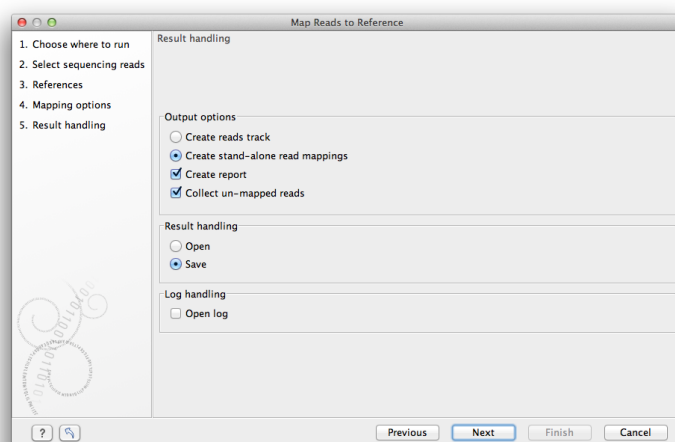 Map Reads to Reference
1. Choose where to run
2. Select sequencing reads
3. References
4. Mapping options
5. Result handling
Result handling
Output options
Create reads track
Create stand-alone read mappings
Create report
Collect un-mapped reads
Result handling
Open
Save
Log handling
Open log
?
Previous
Next
Finish
Cancel